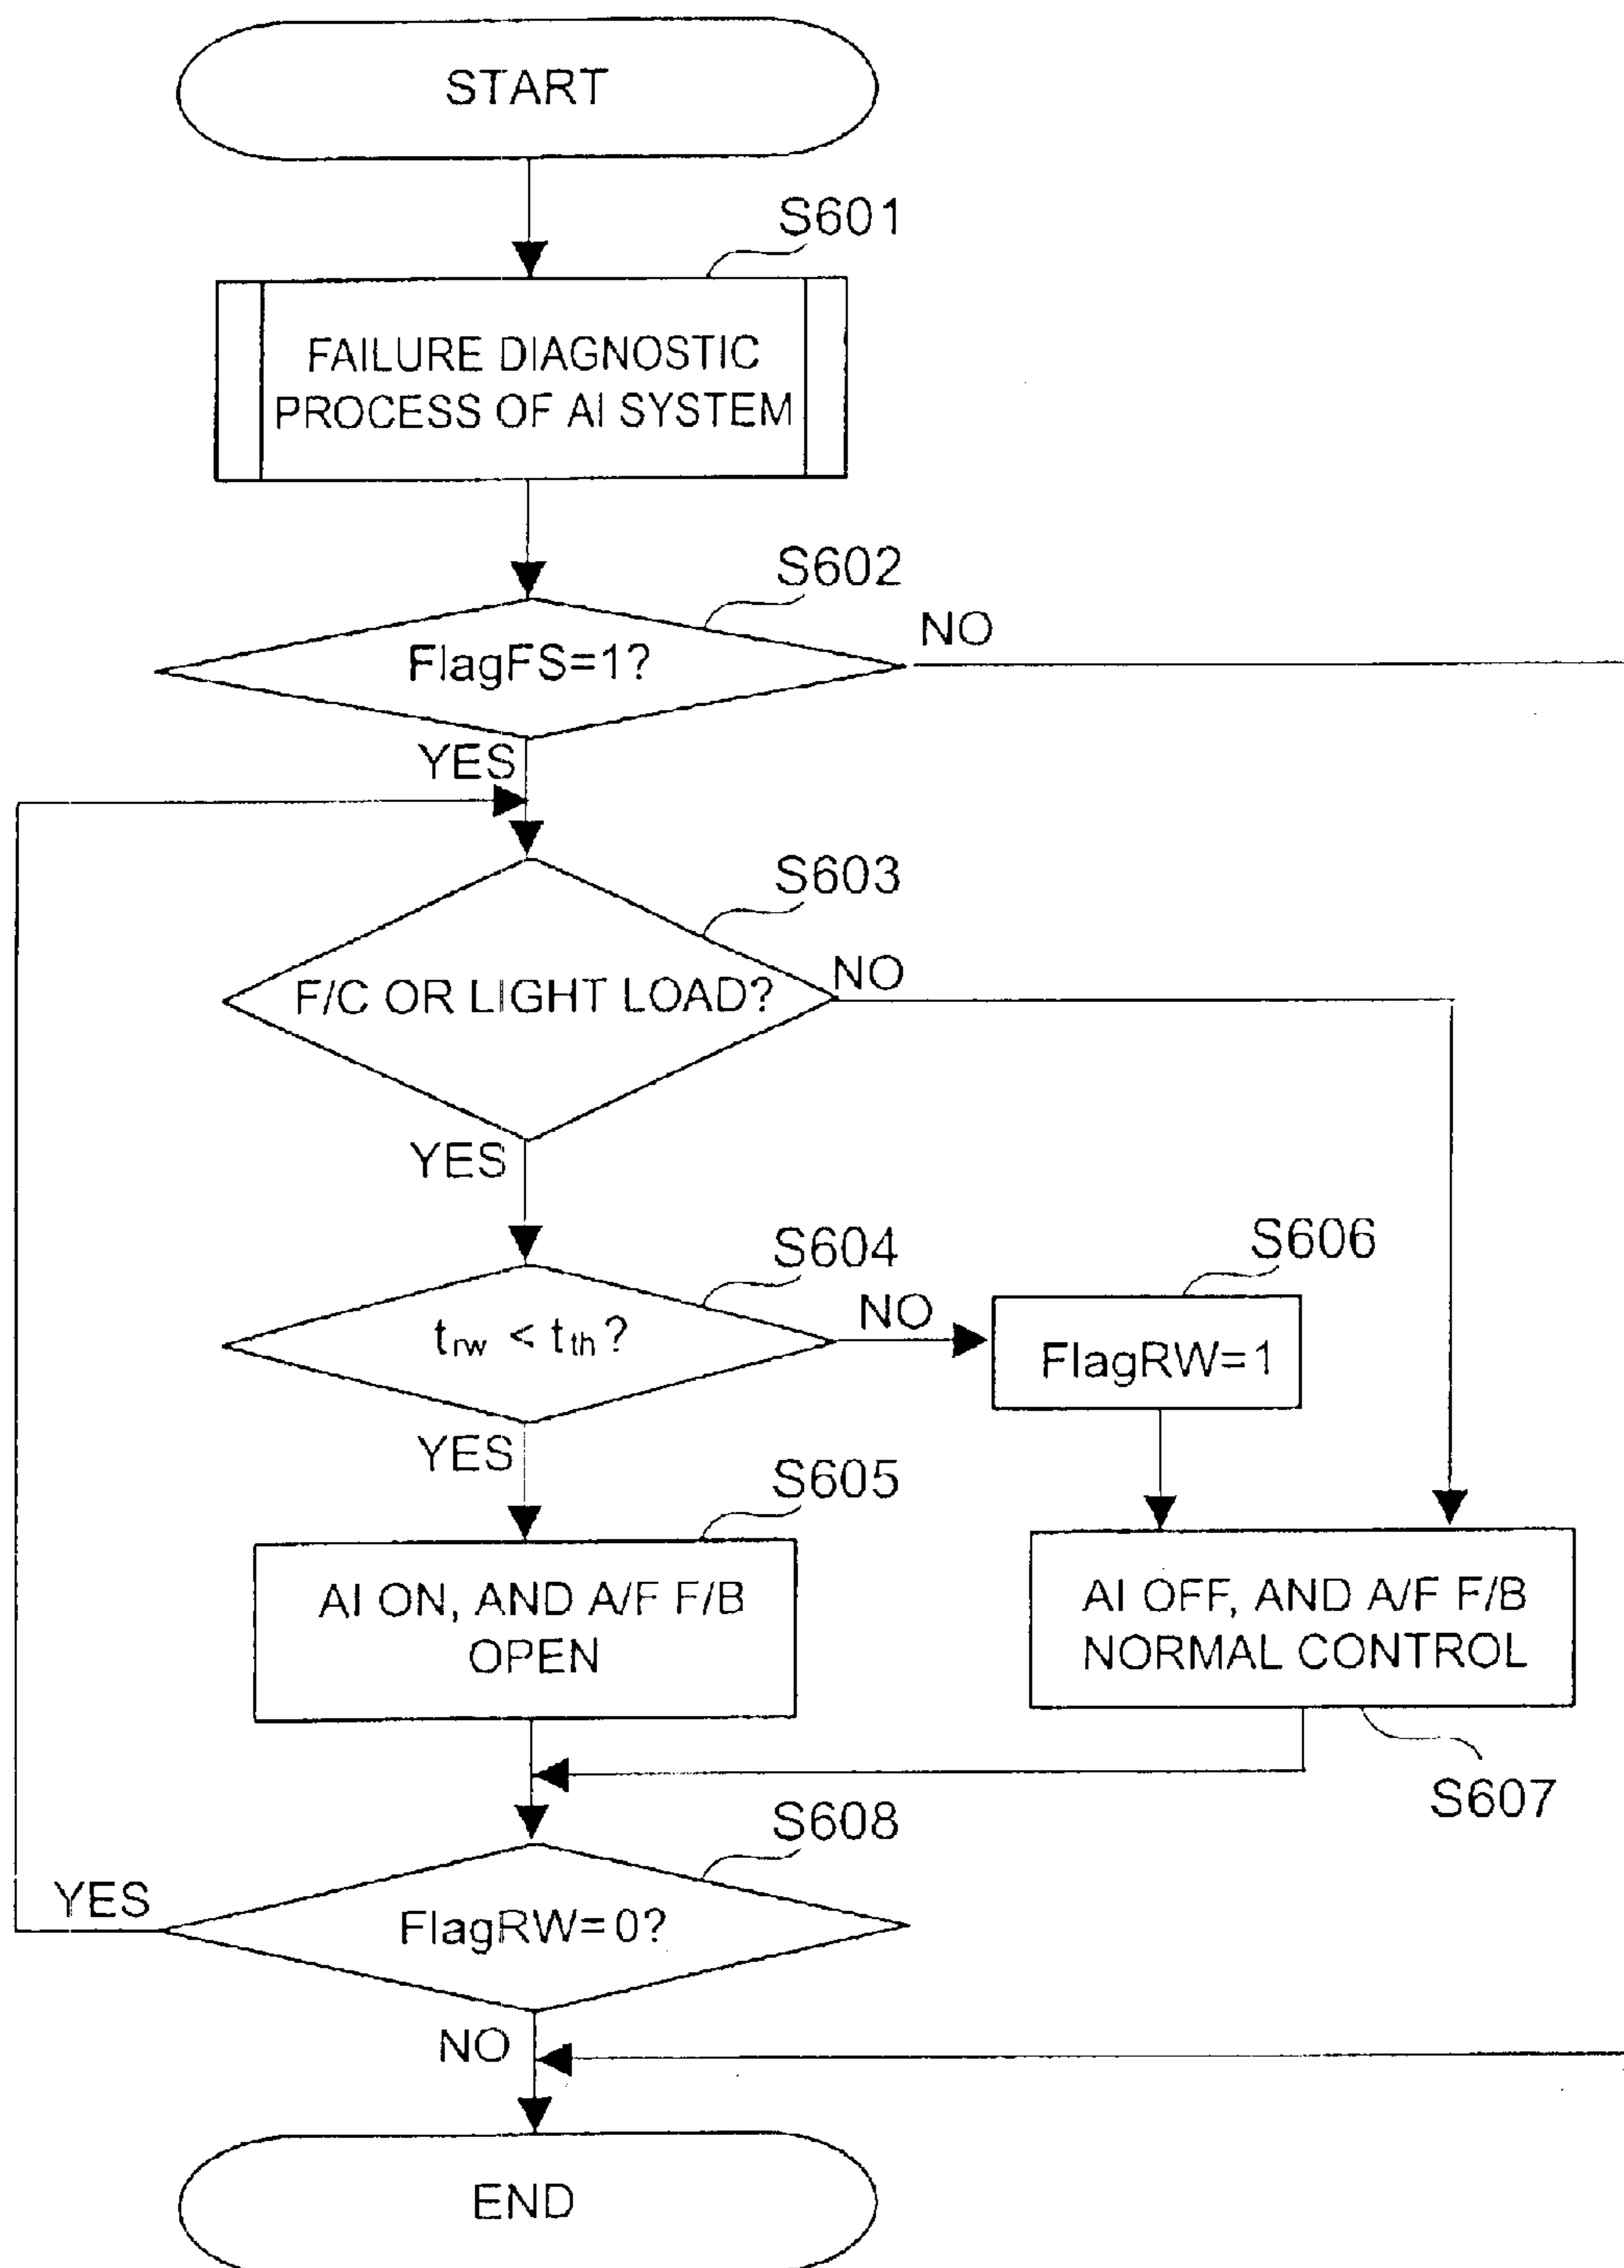 START
S601
FAILURE DIAGNOSTIC
PROCESS OF AI SYSTEM
S602
FlagFS=1?
NO
YES
S603
F/C OR LIGHT LOAD?
NO
YES
S604
trw < tth?
NO
S606
FlagRW=1
YES
S605
AI ON, AND A/F F/B
OPEN
AI OFF, AND A/F F/B
NORMAL CONTROL
S607
S608
FlagRW=0?
YES
NO
END